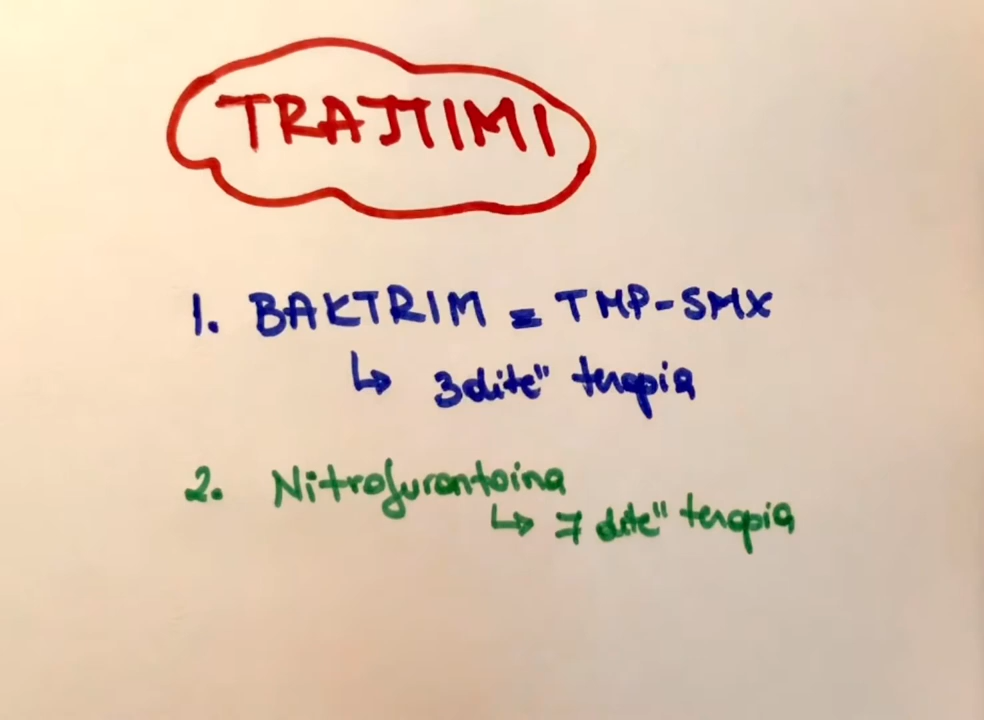 TRAJTIMI
1. BAKTRIM = TMP-SMX
↳ 3 ditë terapia
2. Nitrofurantoina
↳ 7 ditë terapia